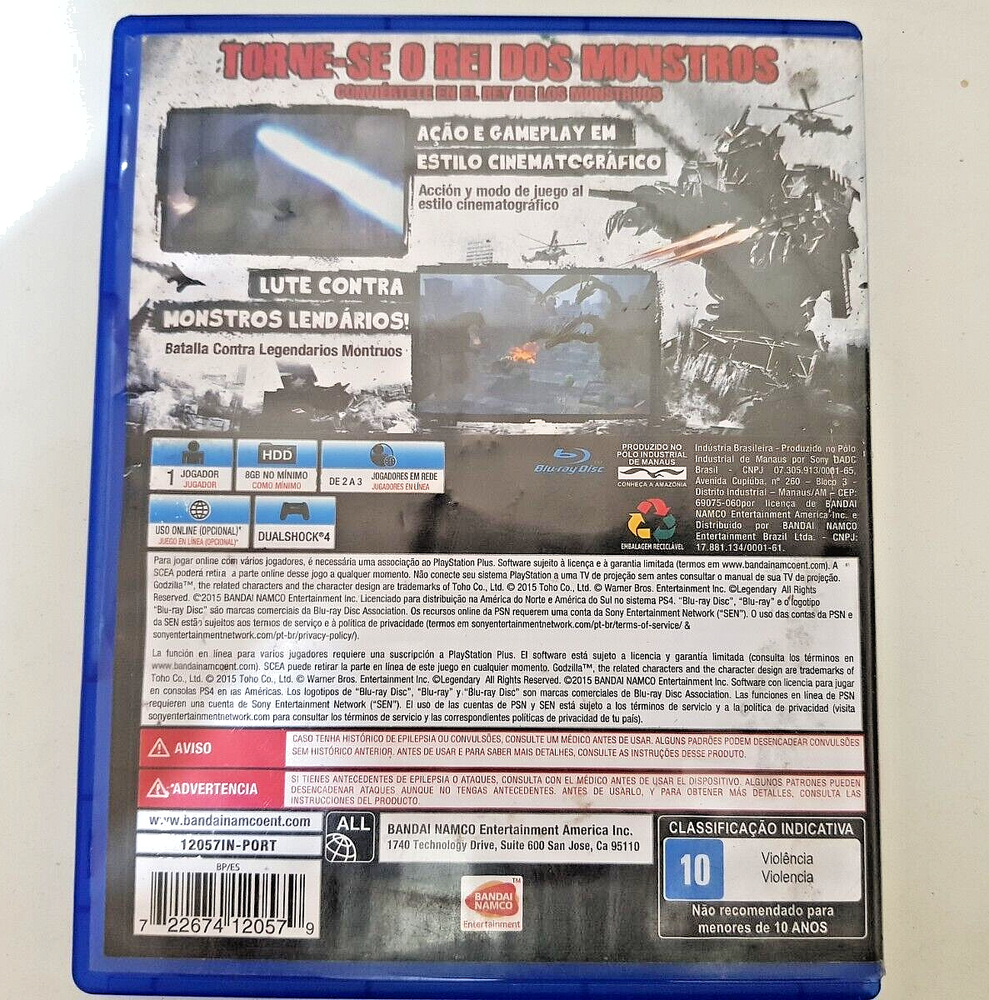 TORNE-SE O REI DOS MONSTROS
CONVIÉRTETE EN EL REY DE LOS MONSTRUOS
AÇÃO E GAMEPLAY EM
ESTILO CINEMATOGRÁFICO
Acción y modo de juego al
estilo cinematográfico
LUTE CONTRA
MONSTROS LENDÁRIOS!
Batalla Contra Legendarios Montruos
1 JOGADOR
JUGADOR
HDD
8GB NO MÍNIMO
COMO MÍNIMO
DE 2 A 3
JOGADORES EM REDE
JUGADORES EN LÍNEA
USO ONLINE (OPCIONAL)*
JUEGO EN LÍNEA (OPCIONAL)*
DUALSHOCK®4
Blu-ray Disc
PRODUZIDO NO
PÓLO INDUSTRIAL
DE MANAUS
CONHEÇA A AMAZÔNIA
EMBALAGEM RECICLÁVEL
Indústria Brasileira - Produzido no Pólo
Industrial de Manaus por Sony DADC
Brasil - CNPJ 07.305.913/0001-65,
Avenida Cupiúba, nº 260 – Bloco 3 -
Distrito Industrial – Manaus/AM – CEP:
69075-060por licença de BANDAI
NAMCO Entertainment America Inc. e
Distribuido por BANDAI NAMCO
Entertainment Brazil Ltda. - CNPJ:
17.881.134/0001-61.
Para jogar online com vários jogadores, é necessária uma associação ao PlayStation Plus. Software sujeito à licença e à garantia limitada (termos em www.bandainamcoent.com). A
SCEA poderá retira a parte online desse jogo a qualquer momento. Não conecte seu sistema PlayStation a uma TV de projeção sem antes consultar o manual de sua TV de projeção.
Godzilla™, the related characters and the character design are trademarks of Toho Co., Ltd. © 2015 Toho Co., Ltd. © Warner Bros. Entertainment Inc. ©Legendary All Rights
Reserved. ©2015 BANDAI NAMCO Entertainment Inc. Licenciado para distribuição na América do Norte e América do Sul no sistema PS4. "Blu-ray Disc", "Blu-ray" e o logotipo
"Blu-ray Disc" são marcas comerciais da Blu-ray Disc Association. Os recursos online da PSN requerem uma conta da Sony Entertainment Network ("SEN"). O uso das contas da PSN e
da SEN estão sujeitos aos termos de serviço e à política de privacidade (termos em sonyentertainmentnetwork.com/pt-br/terms-of-service/ &
sonyentertainmentnetwork.com/pt-br/privacy-policy/).
La función en línea para varios jugadores requiere una suscripción a PlayStation Plus. El software está sujeto a licencia y garantía limitada (consulta los términos en
www.bandainamcoent.com). SCEA puede retirar la parte en línea de este juego en cualquier momento. Godzilla™, the related characters and the character design are trademarks of
Toho Co., Ltd. © 2015 Toho Co., Ltd. © Warner Bros. Entertainment Inc. ©Legendary All Rights Reserved. ©2015 BANDAI NAMCO Entertainment Inc. Software con licencia para jugar
en consolas PS4 en las Américas. Los logotipos de "Blu-ray Disc", "Blu-ray" y "Blu-ray Disc" son marcas comerciales de Blu-ray Disc Association. Las funciones en línea de PSN
requieren una cuenta de Sony Entertainment Network ("SEN"). El uso de las cuentas de PSN y SEN está sujeto a los términos de servicio y a la política de privacidad (visita
sonyentertainmentnetwork.com para consultar los términos de servicio y las correspondientes políticas de privacidad de tu país).
AVISO
CASO TENHA HISTÓRICO DE EPILEPSIA OU CONVULSÕES, CONSULTE UM MÉDICO ANTES DE USAR. ALGUNS PADRÕES PODEM DESENCADEAR CONVULSÕES
SEM HISTÓRICO ANTERIOR. ANTES DE USAR E PARA SABER MAIS DETALHES, CONSULTE AS INSTRUÇÕES DESSE PRODUTO.
ADVERTENCIA
SI TIENES ANTECEDENTES DE EPILEPSIA O ATAQUES, CONSULTA CON EL MÉDICO ANTES DE USAR EL DISPOSITIVO. ALGUNOS PATRONES PUEDEN
DESENCADENAR ATAQUES AUNQUE NO TENGAS ANTECEDENTES. ANTES DE USARLO, Y PARA OBTENER MÁS DETALLES, CONSULTA LAS
INSTRUCCIONES DEL PRODUCTO.
www.bandainamcoent.com
12057IN-PORT
BP/ES
7 22674 12057 9
ALL
BANDAI NAMCO Entertainment America Inc.
1740 Technology Drive, Suite 600 San Jose, Ca 95110
BANDAI
NAMCO
TM
Entertainment
CLASSIFICAÇÃO INDICATIVA
10
Violência
Violencia
Não recomendado para
menores de 10 ANOS